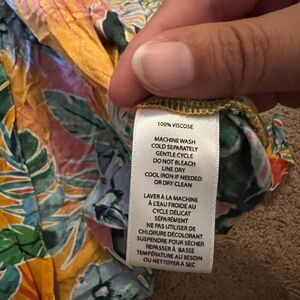 100% VISCOSE
MACHINE WASH
COLD SEPARATELY
GENTLE CYCLE
DO NOT BLEACH
LINE DRY
COOL IRON IF NEEDED
OR DRY CLEAN
LAVER À LA MACHINE
À L'EAU FROIDE AU
CYCLE DÉLICAT
SÉPARÉMENT
NE PAS UTILISER DE
CHLORURE DÉCOLORANT
SUSPENDRE POUR SÉCHER
REPASSER À BASSE
TEMPÉRATURE AU BESOIN
OU NETTOYER À SEC